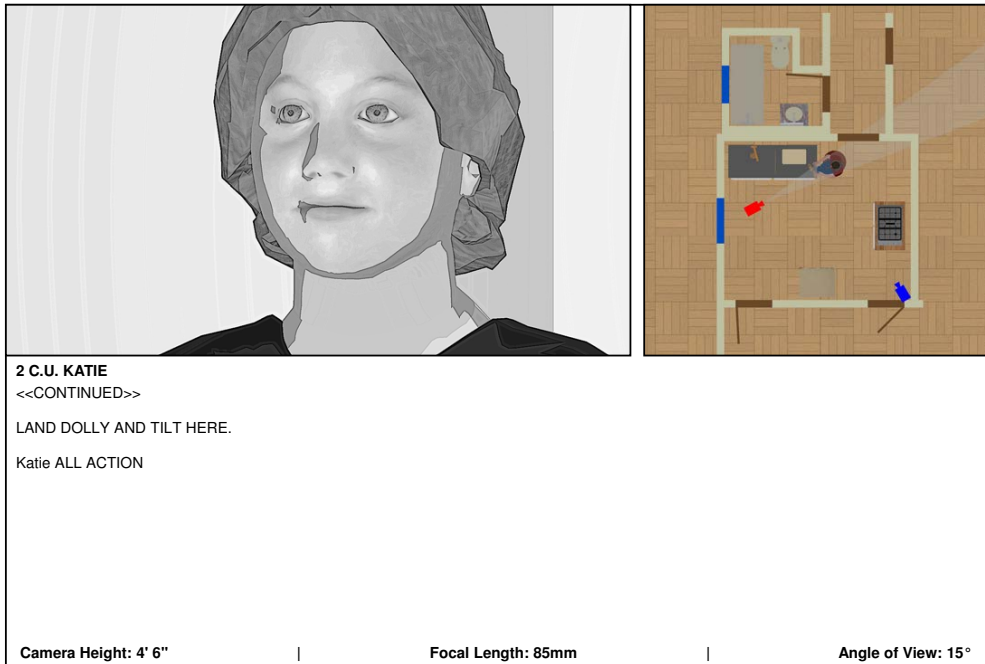 2 C.U. KATIE
<<CONTINUED>>
LAND DOLLY AND TILT HERE.
Katie ALL ACTION
Camera Height: 4' 6" | Focal Length: 85mm | Angle of View: 15°